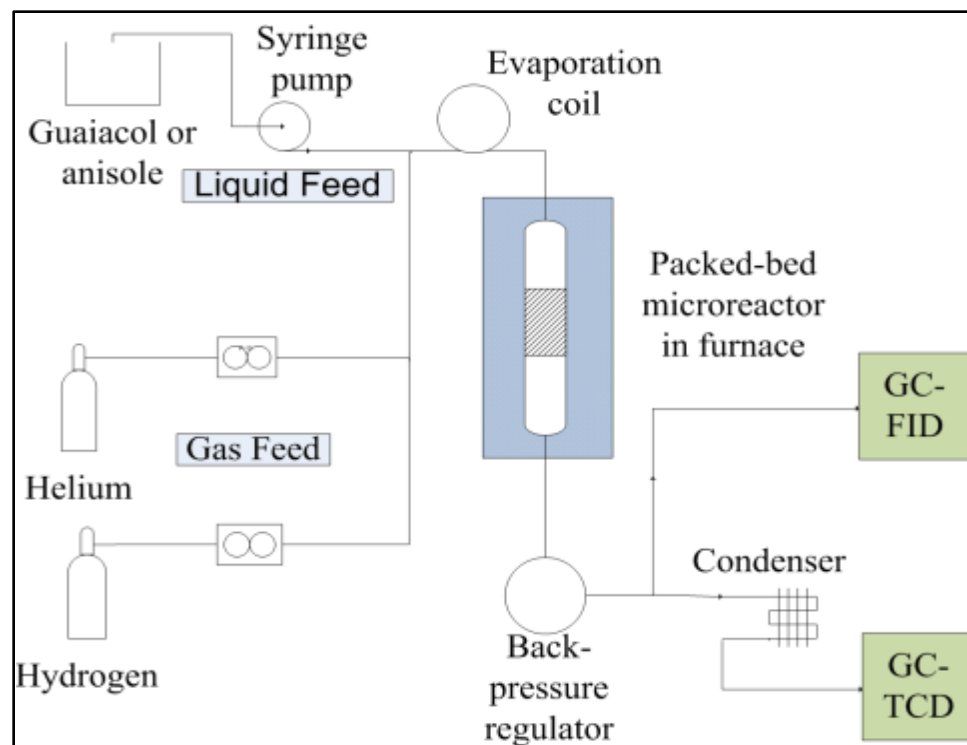 Syringe
pump
Evaporation
coil
Guaiacol or
anisole
Liquid Feed
Packed-bed
microreactor
in furnace
GC-
FID
Gas Feed
Helium
Condenser
Hydrogen
Back-
pressure
regulator
GC-
TCD